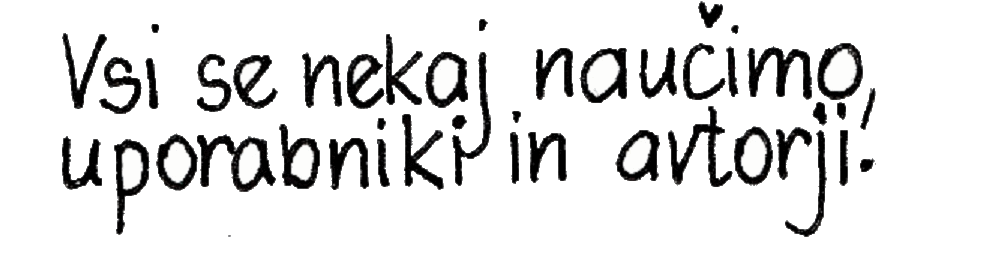 Vsi se nekaj naučimo,
uporabniki in avtorji.